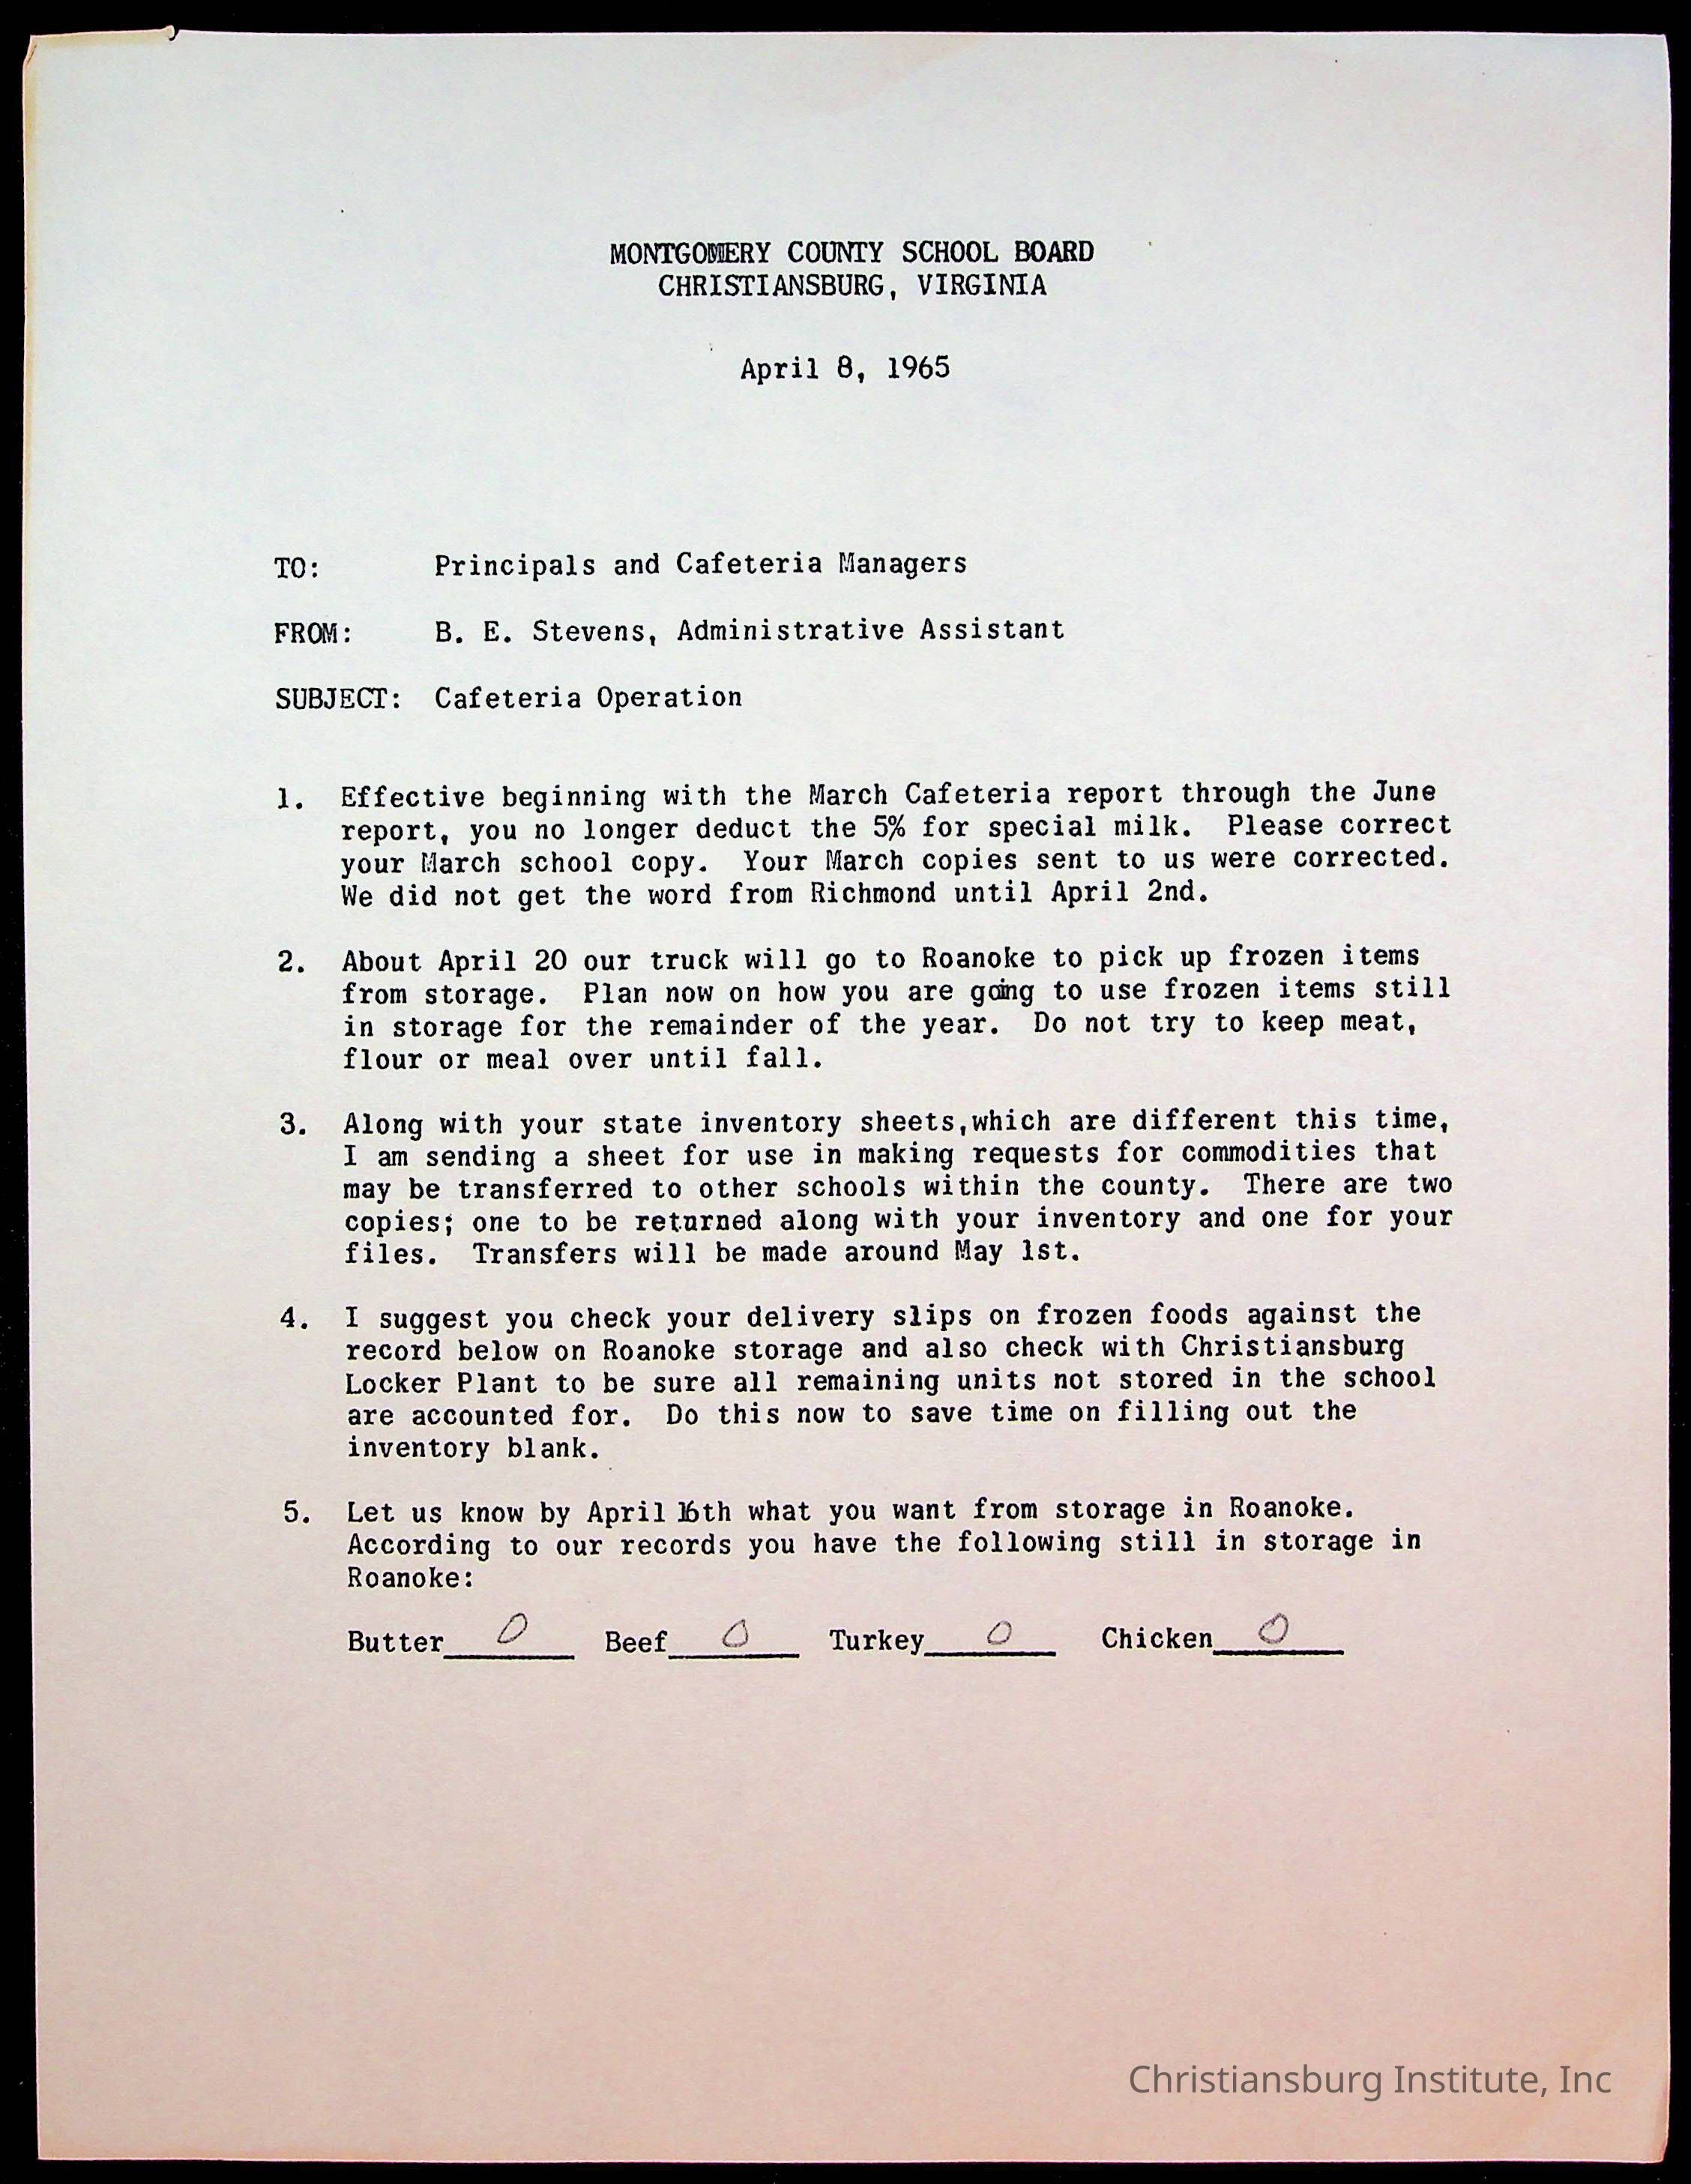 MONTGOMERY COUNTY SCHOOL BOARD
CHRISTIANSBURG, VIRGINIA
April 8, 1965
TO: Principals and Cafeteria Managers
FROM: B. E. Stevens, Administrative Assistant
SUBJECT: Cafeteria Operation
1. Effective beginning with the March Cafeteria report through the June
report, you no longer deduct the 5% for special milk. Please correct
your March school copy. Your March copies sent to us were corrected.
We did not get the word from Richmond until April 2nd.
2. About April 20 our truck will go to Roanoke to pick up frozen items
from storage. Plan now on how you are going to use frozen items still
in storage for the remainder of the year. Do not try to keep meat,
flour or meal over until fall.
3. Along with your state inventory sheets,which are different this time,
I am sending a sheet for use in making requests for commodities that
may be transferred to other schools within the county. There are two
copies; one to be returned along with your inventory and one for your
files. Transfers will be made around May 1st.
4. I suggest you check your delivery slips on frozen foods against the
record below on Roanoke storage and also check with Christiansburg
Locker Plant to be sure all remaining units not stored in the school
are accounted for. Do this now to save time on filling out the
inventory blank.
5. Let us know by April 16th what you want from storage in Roanoke.
According to our records you have the following still in storage in
Roanoke:
Butter 0 Beef 0 Turkey 0 Chicken 0
Christiansburg Institute, Inc